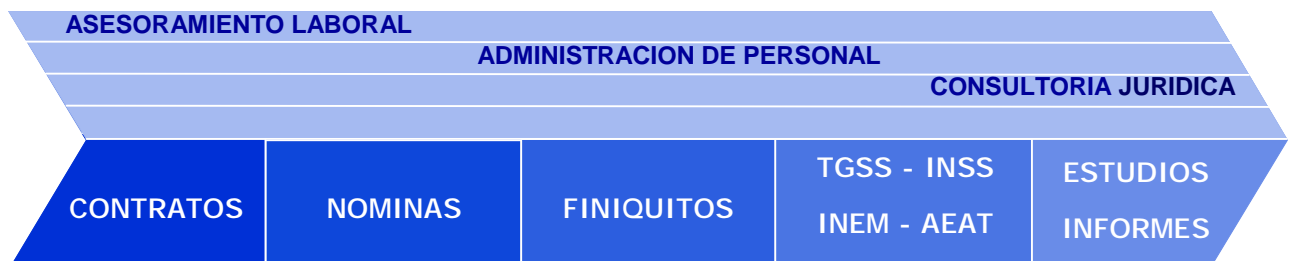 ASESORAMIENTO LABORAL
ADMINISTRACION DE PERSONAL
CONSULTORIA JURIDICA
CONTRATOS
NOMINAS
FINIQUITOS
TGSS - INSS
INEM - AEAT
ESTUDIOS
INFORMES